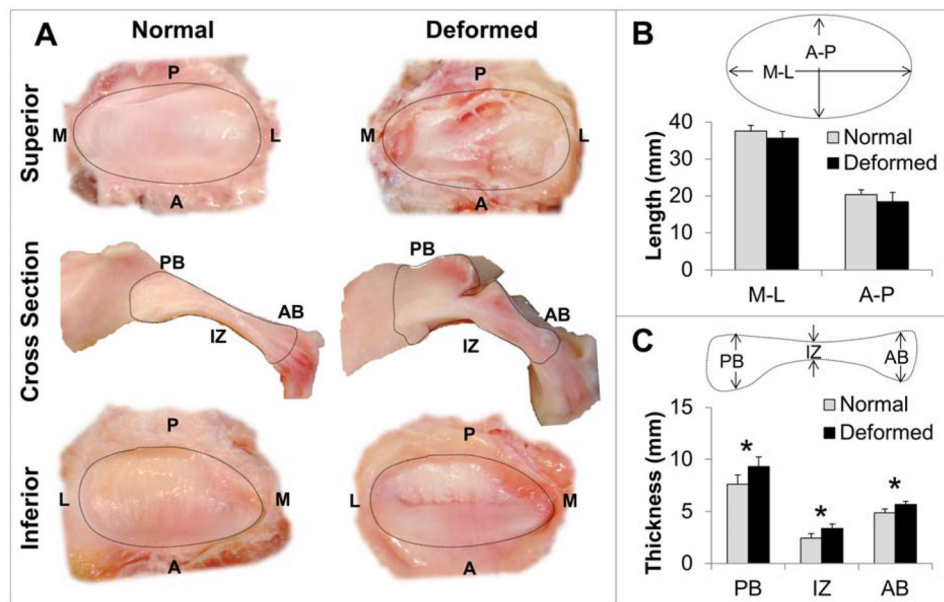 A
Normal
Deformed
Superior
P
M
L
A
P
M
L
A
Cross Section
PB
AB
IZ
PB
AB
IZ
Inferior
P
L
M
A
P
L
M
A
B
A-P
M-L
Length (mm)
40
30
20
10
0
Normal
Deformed
M-L
A-P
C
PB
IZ
AB
Thickness (mm)
15
10
5
0
Normal
Deformed
*
*
*
PB
IZ
AB